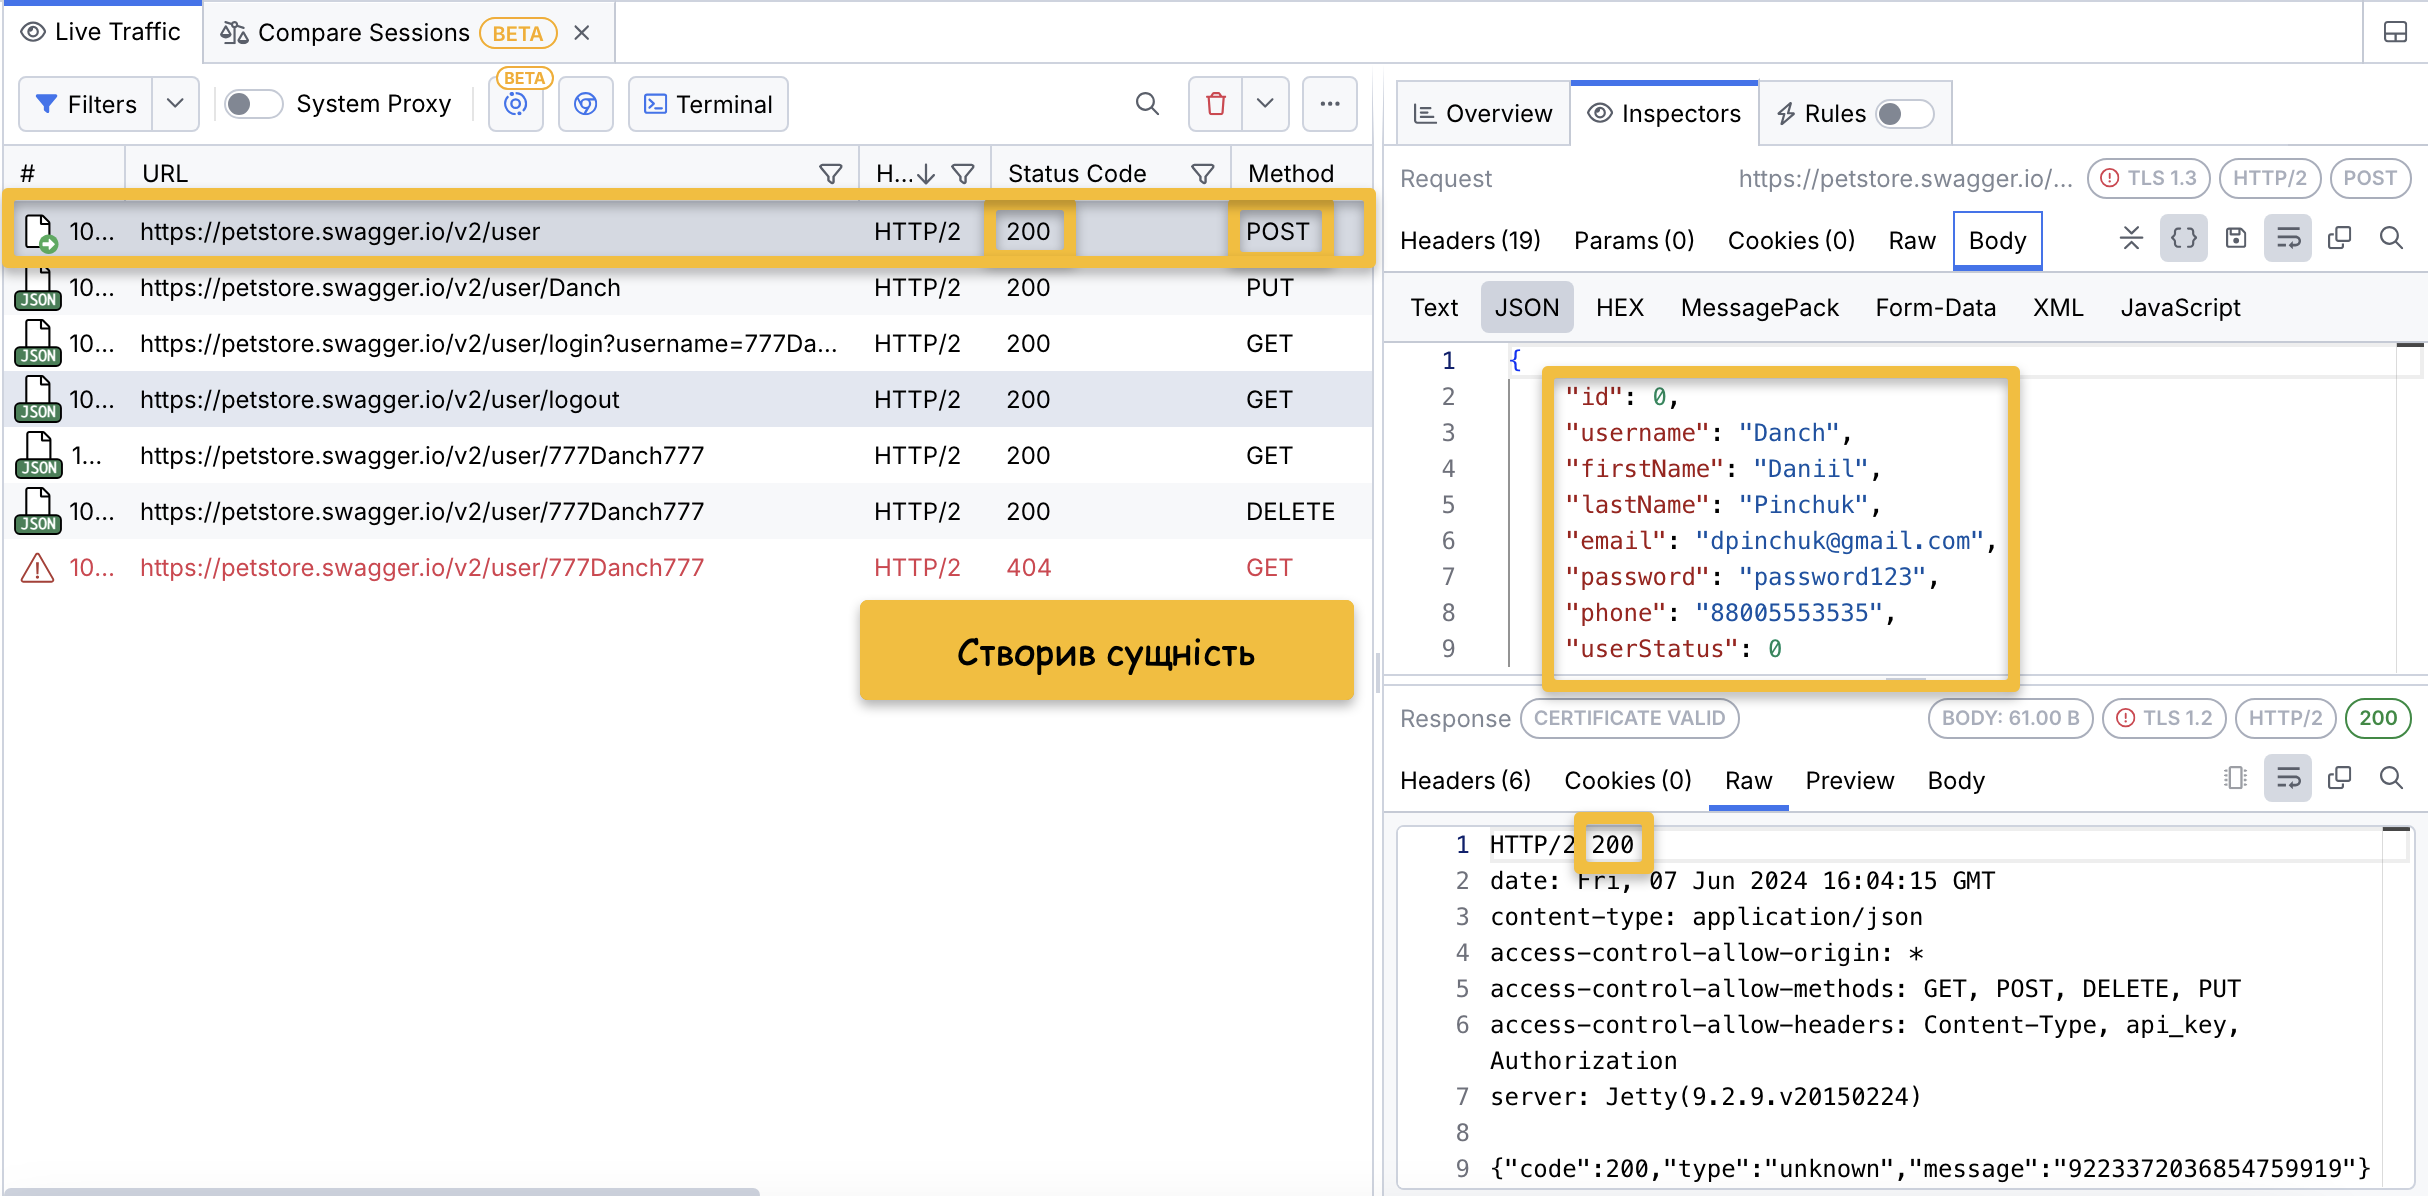 Live Traffic
Compare Sessions BETA
Filters
System Proxy
BETA
Terminal
# URL H... Status Code Method
10... https://petstore.swagger.io/v2/user HTTP/2 200 POST
JSON 10... https://petstore.swagger.io/v2/user/Danch HTTP/2 200 PUT
JSON 10... https://petstore.swagger.io/v2/user/login?username=777Da... HTTP/2 200 GET
JSON 10... https://petstore.swagger.io/v2/user/logout HTTP/2 200 GET
JSON 1... https://petstore.swagger.io/v2/user/777Danch777 HTTP/2 200 GET
JSON 10... https://petstore.swagger.io/v2/user/777Danch777 HTTP/2 200 DELETE
10... https://petstore.swagger.io/v2/user/777Danch777 HTTP/2 404 GET
Створив сущність
Overview Inspectors Rules
Request https://petstore.swagger.io/... TLS 1.3 HTTP/2 POST
Headers (19) Params (0) Cookies (0) Raw Body
Text JSON HEX MessagePack Form-Data XML JavaScript
1 {
2 "id": 0,
3 "username": "Danch",
4 "firstName": "Daniil",
5 "lastName": "Pinchuk",
6 "email": "dpinchuk@gmail.com",
7 "password": "password123",
8 "phone": "88005553535",
9 "userStatus": 0
Response CERTIFICATE VALID BODY: 61.00 B TLS 1.2 HTTP/2 200
Headers (6) Cookies (0) Raw Preview Body
1 HTTP/2 200
2 date: Fri, 07 Jun 2024 16:04:15 GMT
3 content-type: application/json
4 access-control-allow-origin: *
5 access-control-allow-methods: GET, POST, DELETE, PUT
6 access-control-allow-headers: Content-Type, api_key,
Authorization
7 server: Jetty(9.2.9.v20150224)
8
9 {"code":200,"type":"unknown","message":"9223372036854759919"}